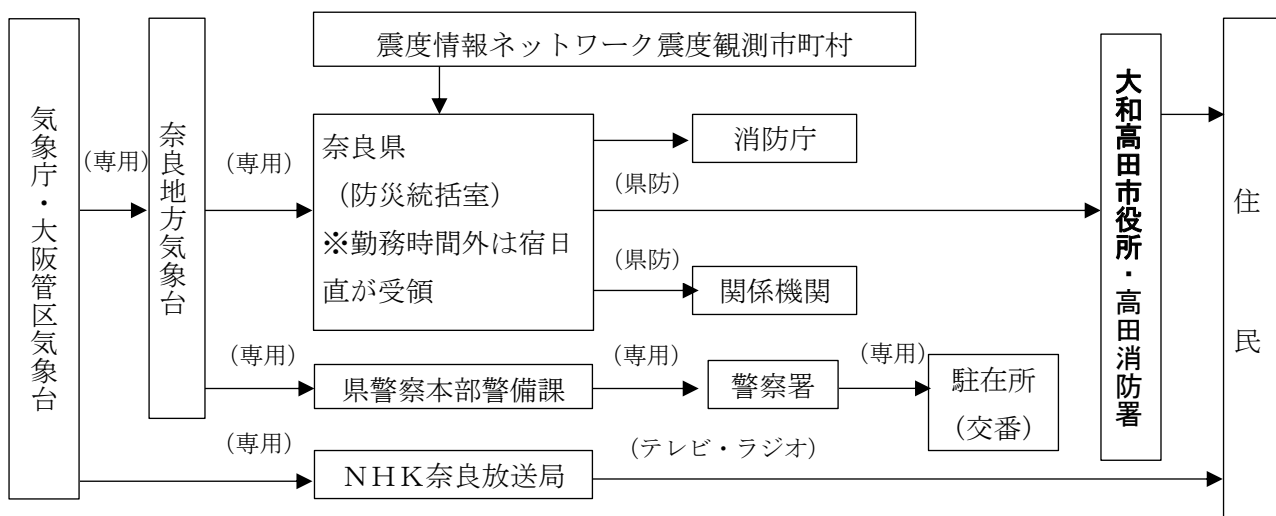 震度情報ネットワーク震度観測市町村
気象庁・大阪管区気象台
(専用)
奈良地方気象台
(専用)
奈良県
(防災統括室)
※勤務時間外は宿日
直が受領
消防庁
(県防)
(県防)
関係機関
大和高田市役所・高田消防署
住民
(専用)
県警察本部警備課
(専用)
警察署
(専用)
駐在所
(交番)
(専用)
NHK奈良放送局
(テレビ・ラジオ)